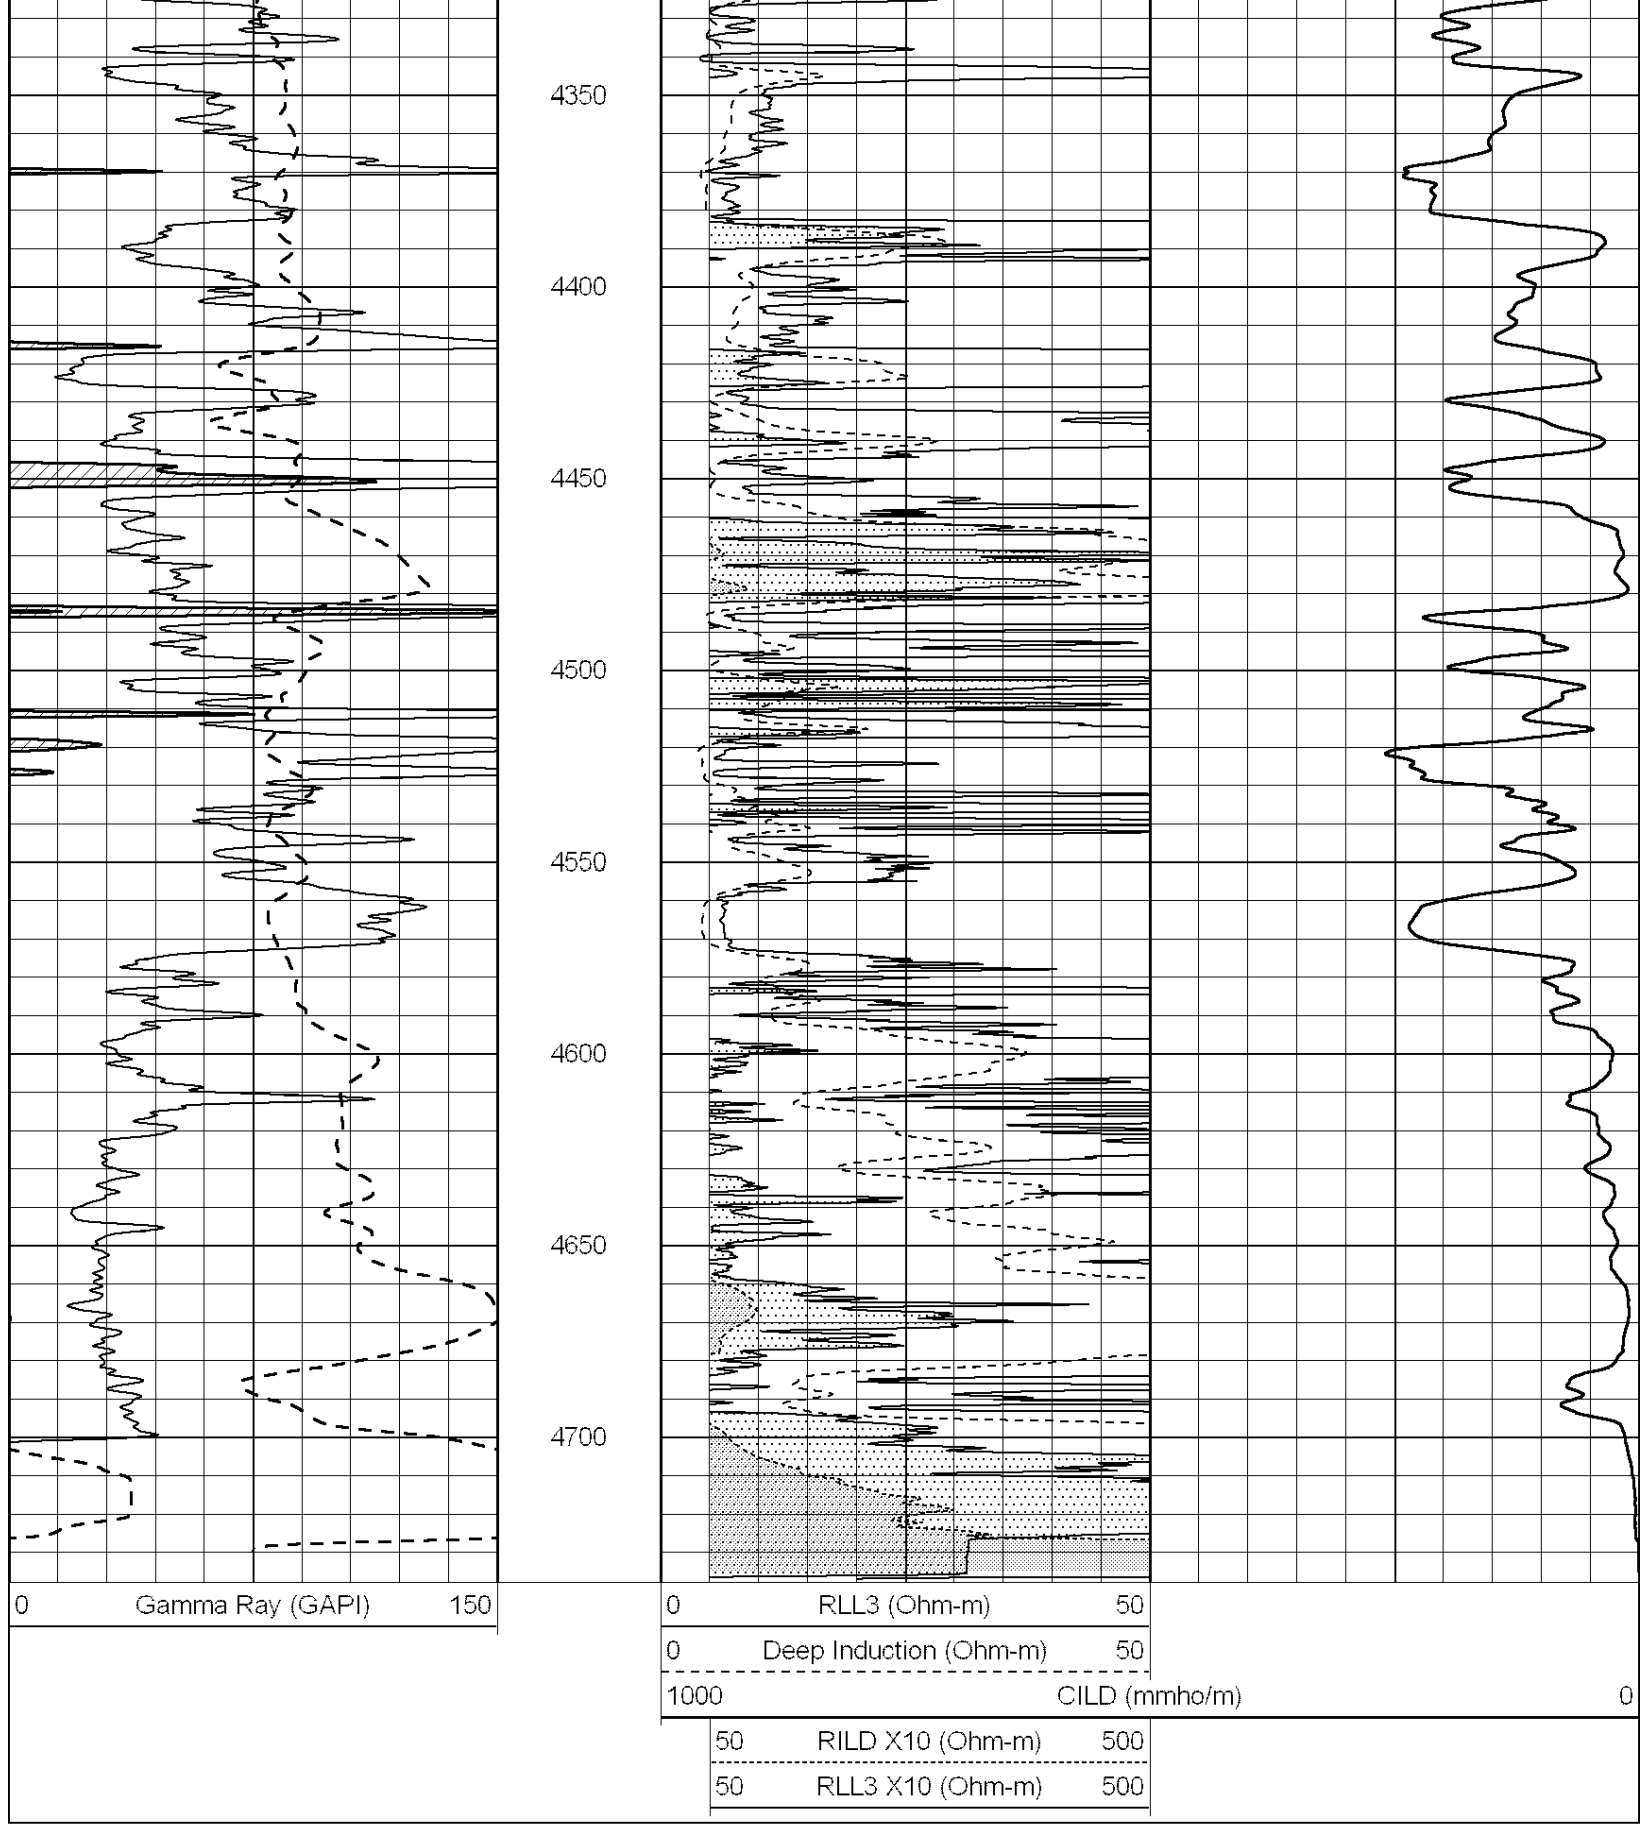 4350
4400
4450
4500
4550
4600
4650
4700
0 Gamma Ray (GAPI) 150
0 RLL3 (Ohm-m) 50
0 Deep Induction (Ohm-m) 50
1000 CILD (mmho/m) 0
50 RILD X10 (Ohm-m) 500
50 RLL3 X10 (Ohm-m) 500